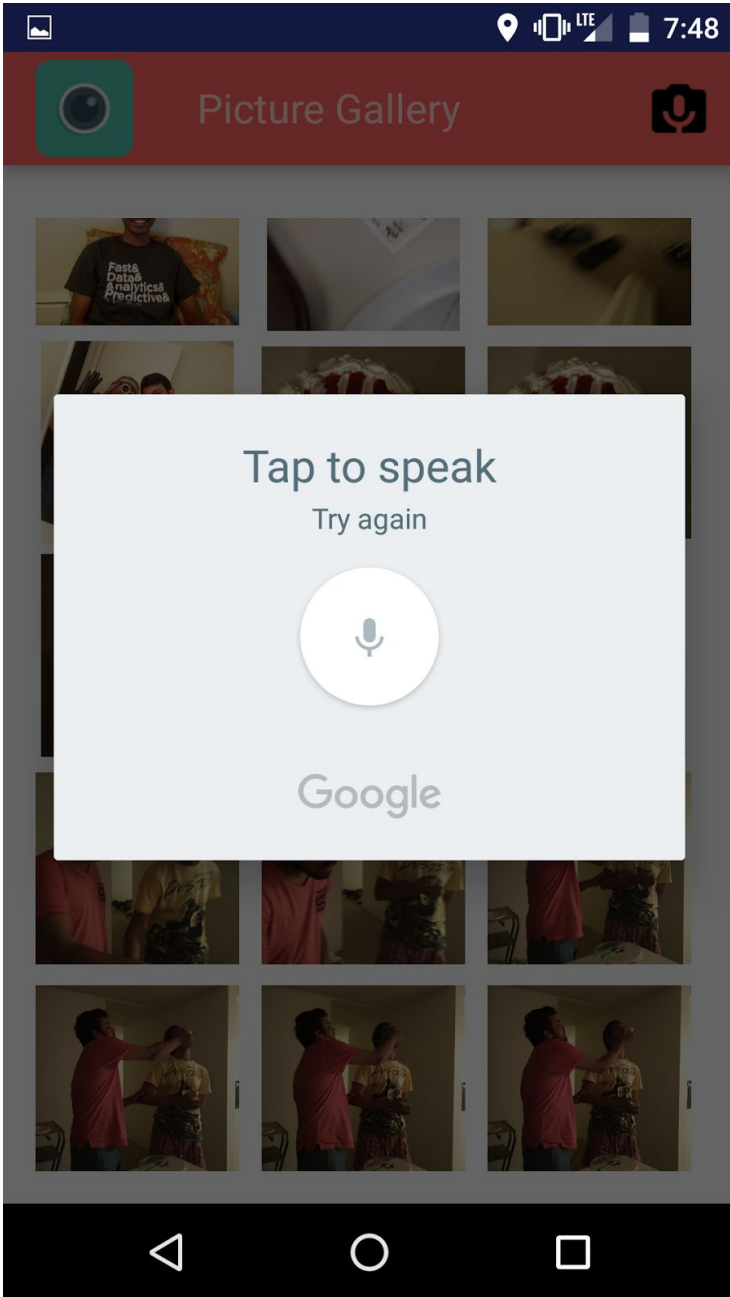 LTE 7:48
Picture Gallery
Fast&
Data&
Analytics&
Predictive&
Tap to speak
Try again
Google